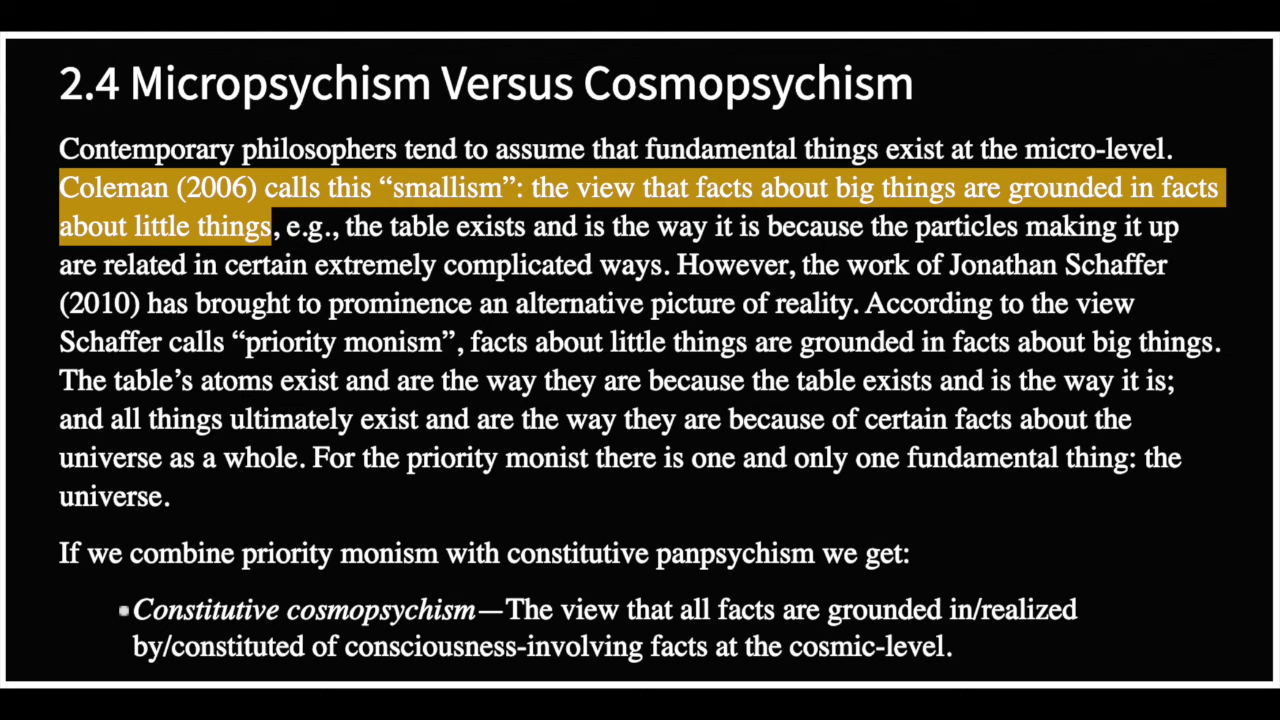 2.4 Micropsychism Versus Cosmopsychism
Contemporary philosophers tend to assume that fundamental things exist at the micro-level.
Coleman (2006) calls this “smallism”: the view that facts about big things are grounded in facts
about little things, e.g., the table exists and is the way it is because the particles making it up
are related in certain extremely complicated ways. However, the work of Jonathan Schaffer
(2010) has brought to prominence an alternative picture of reality. According to the view
Schaffer calls “priority monism”, facts about little things are grounded in facts about big things.
The table’s atoms exist and are the way they are because the table exists and is the way it is;
and all things ultimately exist and are the way they are because of certain facts about the
universe as a whole. For the priority monist there is one and only one fundamental thing: the
universe.
If we combine priority monism with constitutive panpsychism we get:
Constitutive cosmopsychism—The view that all facts are grounded in/realized
by/constituted of consciousness-involving facts at the cosmic-level.